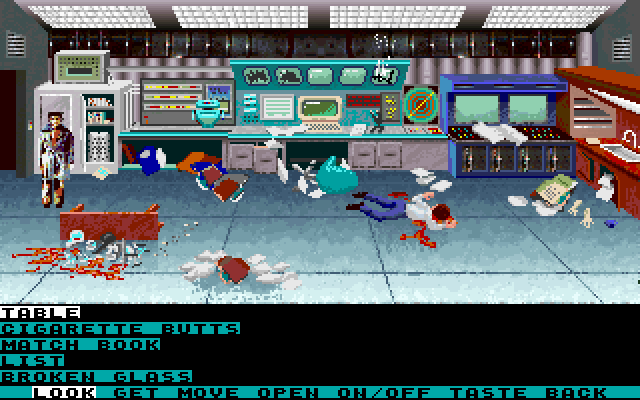 TABLE
CIGARETTE BUTTS
MATCH BOOK
LIST
BROKEN GLASS
LOOK GET MOVE OPEN ON/OFF TASTE BACK